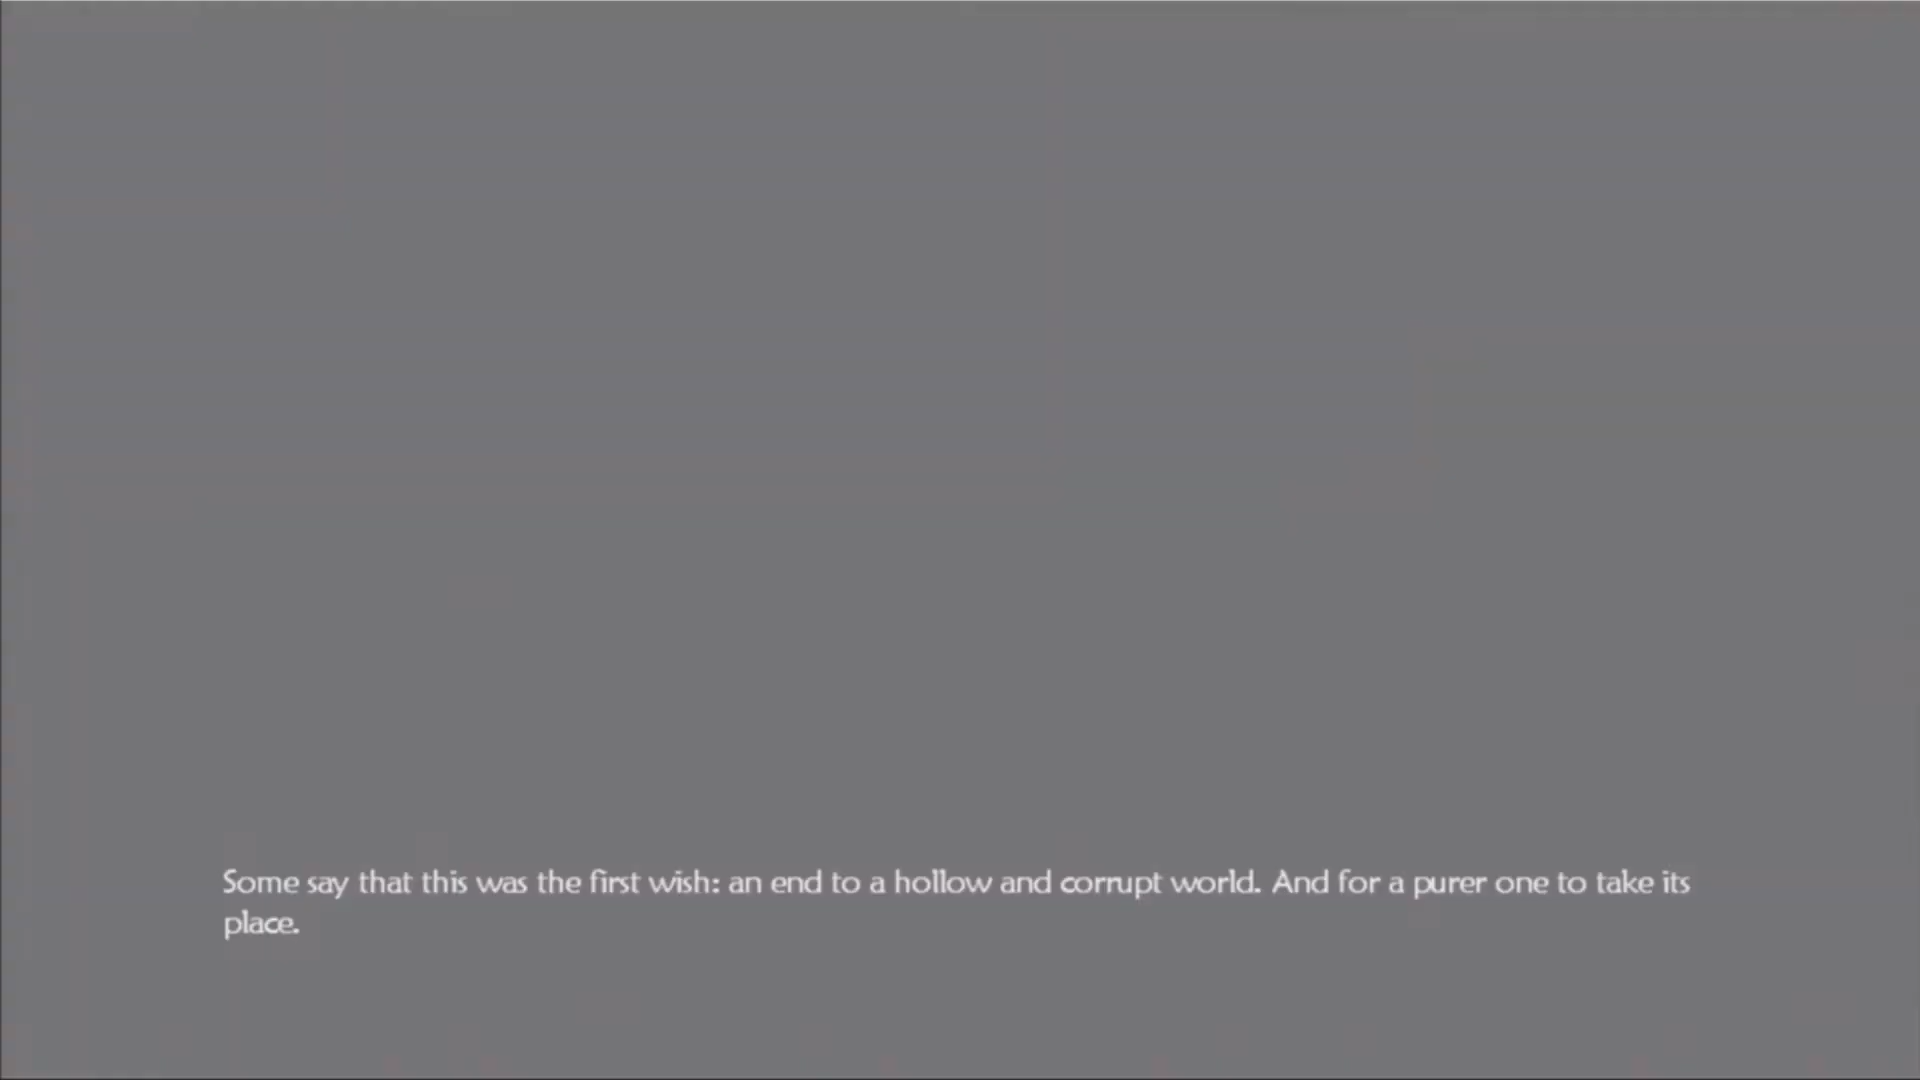 Some say that this was the first wish: an end to a hollow and corrupt world. And for a purer one to take its
place.